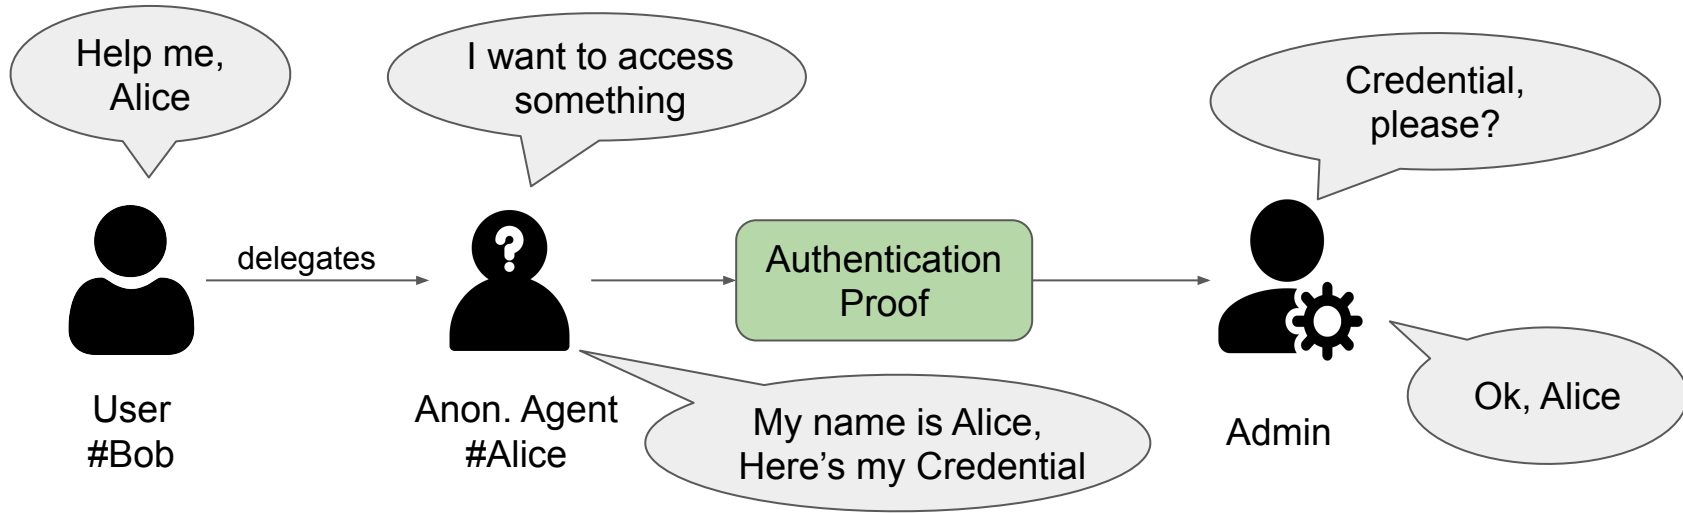 Help me,
Alice
I want to access
something
Credential,
please?
delegates
?
Authentication
Proof
User
#Bob
Anon. Agent
#Alice
My name is Alice,
Here's my Credential
Admin
Ok, Alice